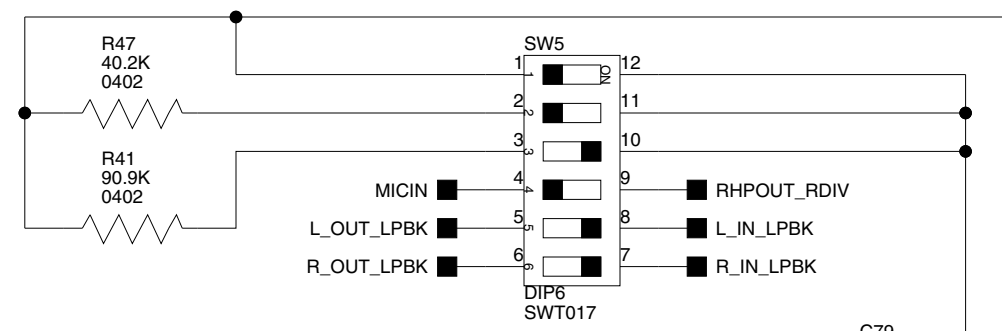 SW5
R47
40.2K
0402
1
1
ON
12
2
2
11
3
3
10
R41
90.9K
0402
MICIN
4
4
9
RHPOUT_RDIV
L_OUT_LPBK
5
5
8
L_IN_LPBK
R_OUT_LPBK
6
6
7
R_IN_LPBK
DIP6
SWT017